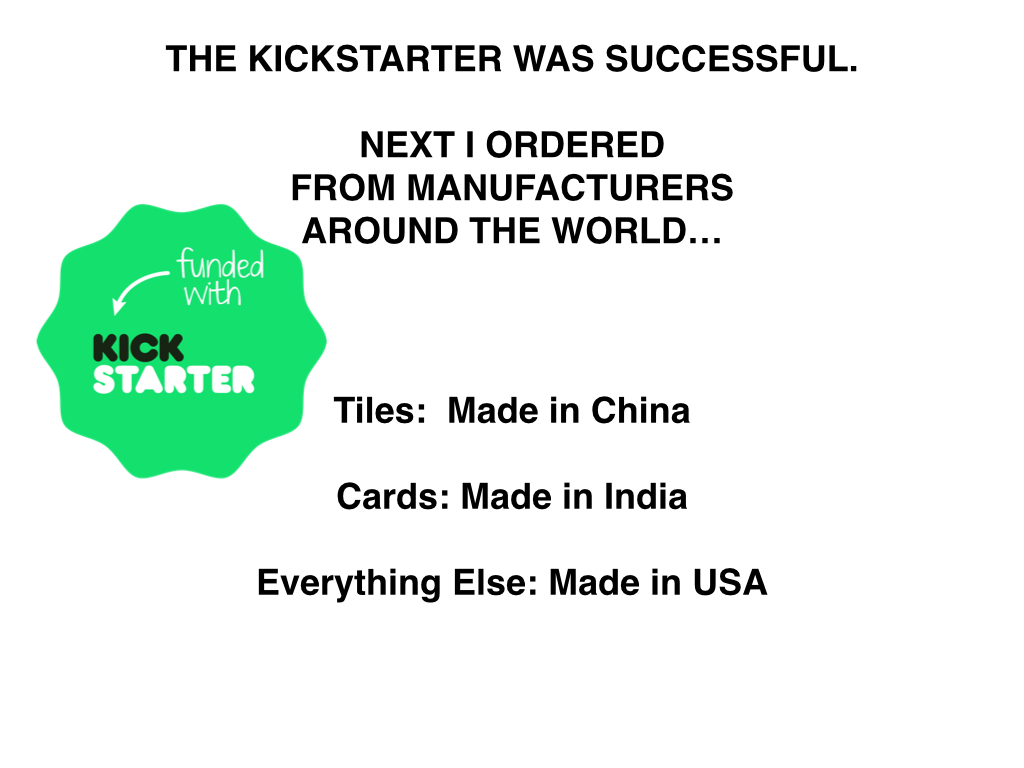 THE KICKSTARTER WAS SUCCESSFUL.
NEXT I ORDERED
FROM MANUFACTURERS
AROUND THE WORLD…
funded
with
KICK
STARTER
Tiles:  Made in China
Cards: Made in India
Everything Else: Made in USA